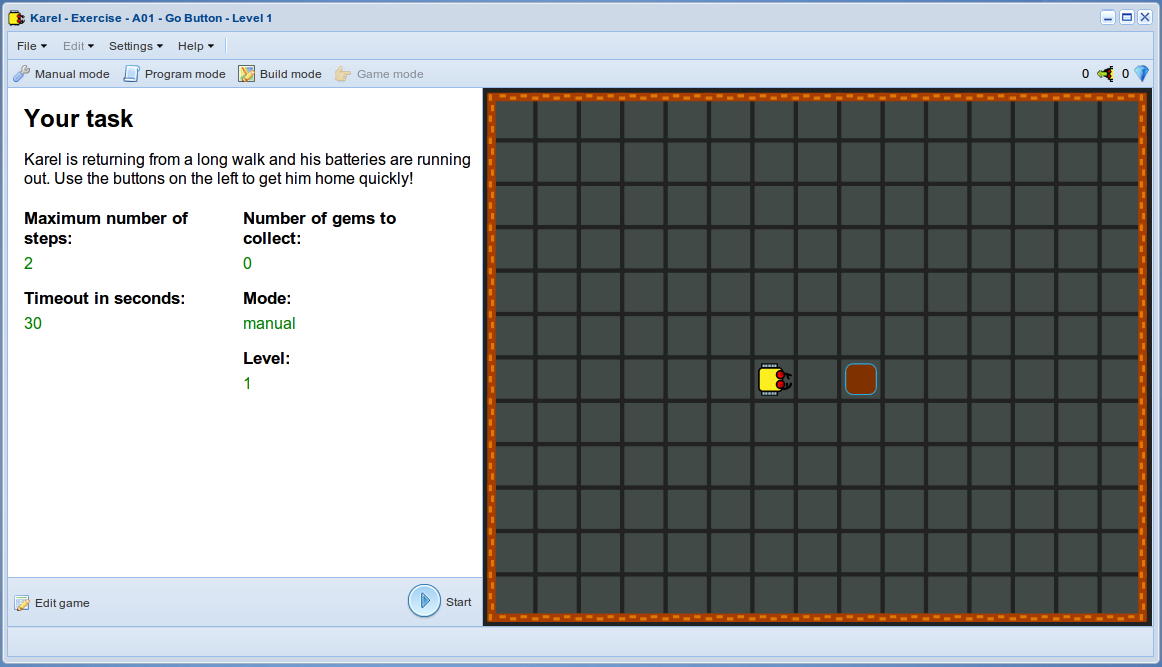 Karel - Exercise - A01 - Go Button - Level 1
File Edit Settings Help
Manual mode Program mode Build mode Game mode 0 0
Your task
Karel is returning from a long walk and his batteries are running
out. Use the buttons on the left to get him home quickly!
Maximum number of
steps:
2
Number of gems to
collect:
0
Timeout in seconds:
30
Mode:
manual
Level:
1
Edit game
Start